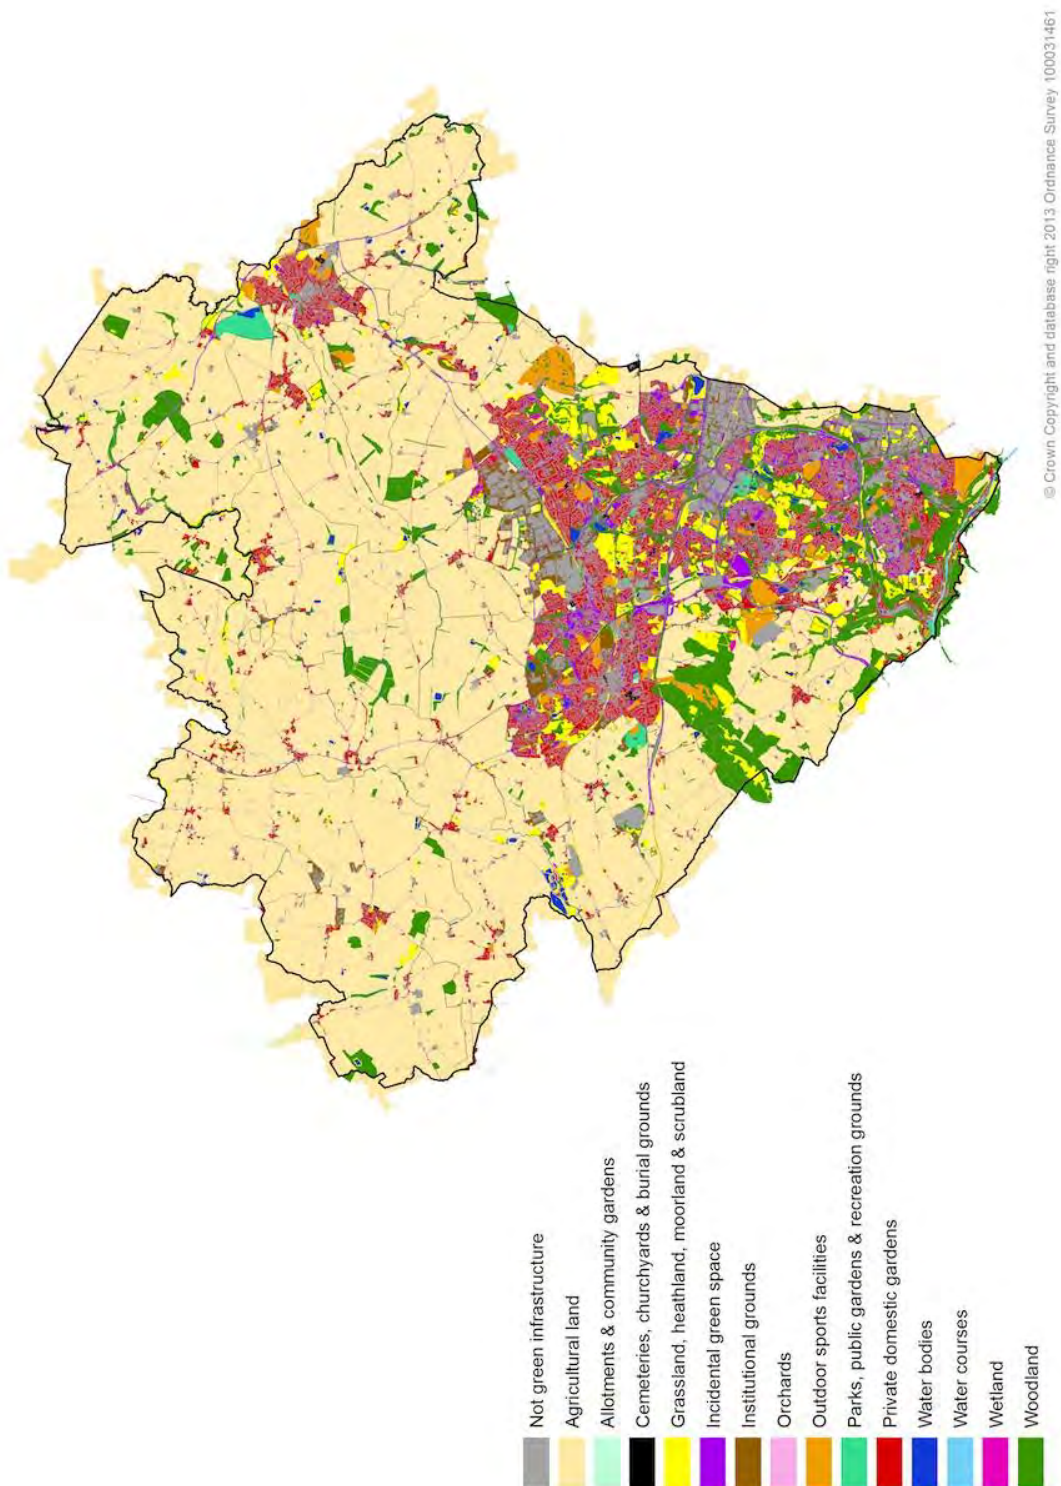 © Crown Copyright and database right 2013 Ordnance Survey 100031461
Not green infrastructure
Agricultural land
Allotments & community gardens
Cemeteries, churchyards & burial grounds
Grassland, heathland, moorland & scrubland
Incidental green space
Institutional grounds
Orchards
Outdoor sports facilities
Parks, public gardens & recreation grounds
Private domestic gardens
Water bodies
Water courses
Wetland
Woodland